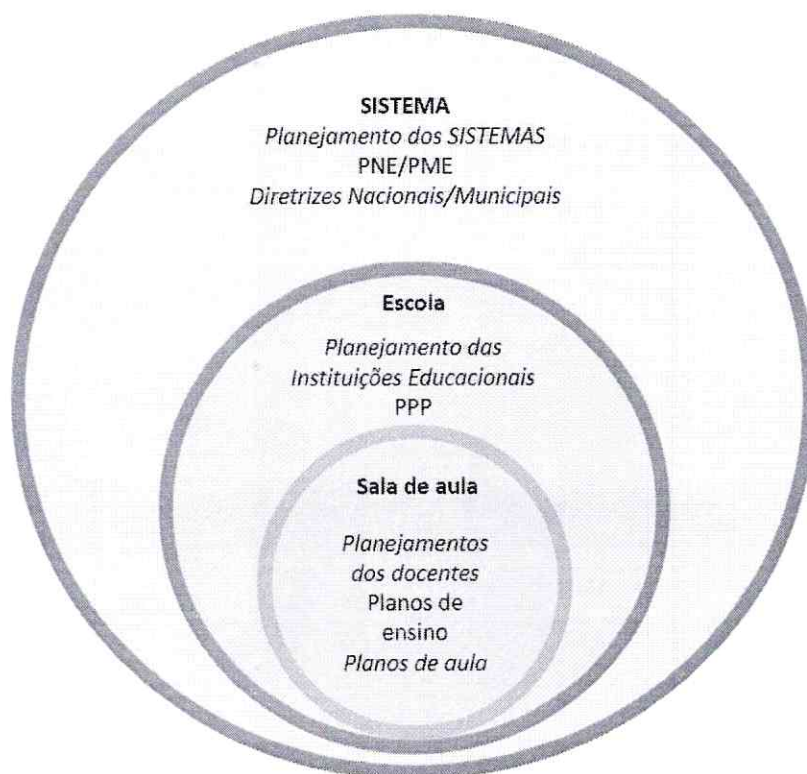 SISTEMA
Planejamento dos SISTEMAS
PNE/PME
Diretrizes Nacionais/Municipais
Escola
Planejamento das
Instituições Educacionais
PPP
Sala de aula
Planejamentos
dos docentes
Planos de
ensino
Planos de aula